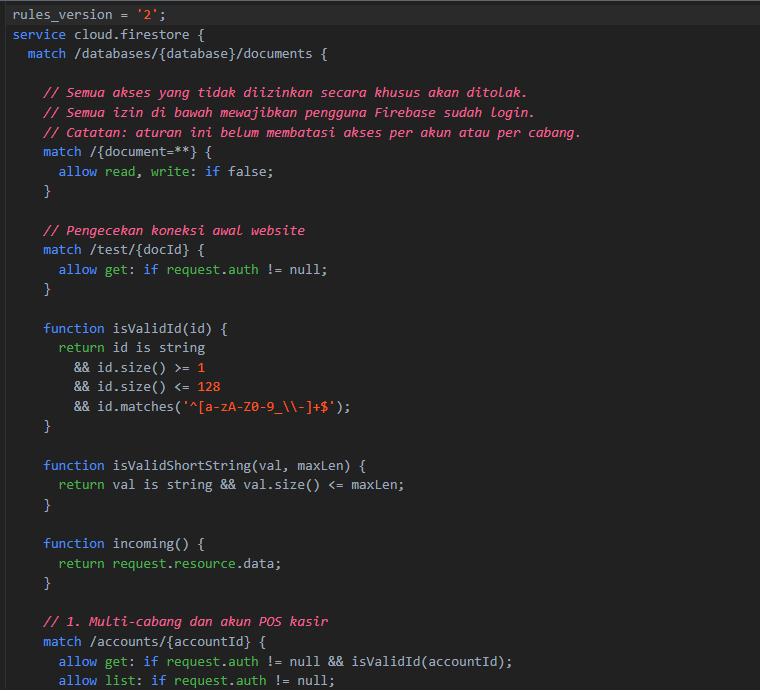 rules_version = '2';
service cloud.firestore {
  match /databases/{database}/documents {

    // Semua akses yang tidak diizinkan secara khusus akan ditolak.
    // Semua izin di bawah mewajibkan pengguna Firebase sudah login.
    // Catatan: aturan ini belum membatasi akses per akun atau per cabang.
    match /{document=**} {
      allow read, write: if false;
    }

    // Pengecekan koneksi awal website
    match /test/{docId} {
      allow get: if request.auth != null;
    }

    function isValidId(id) {
      return id is string
        && id.size() >= 1
        && id.size() <= 128
        && id.matches('^[a-zA-Z0-9_\\-]+$');
    }

    function isValidShortString(val, maxLen) {
      return val is string && val.size() <= maxLen;
    }

    function incoming() {
      return request.resource.data;
    }

    // 1. Multi-cabang dan akun POS kasir
    match /accounts/{accountId} {
      allow get: if request.auth != null && isValidId(accountId);
      allow list: if request.auth != null;